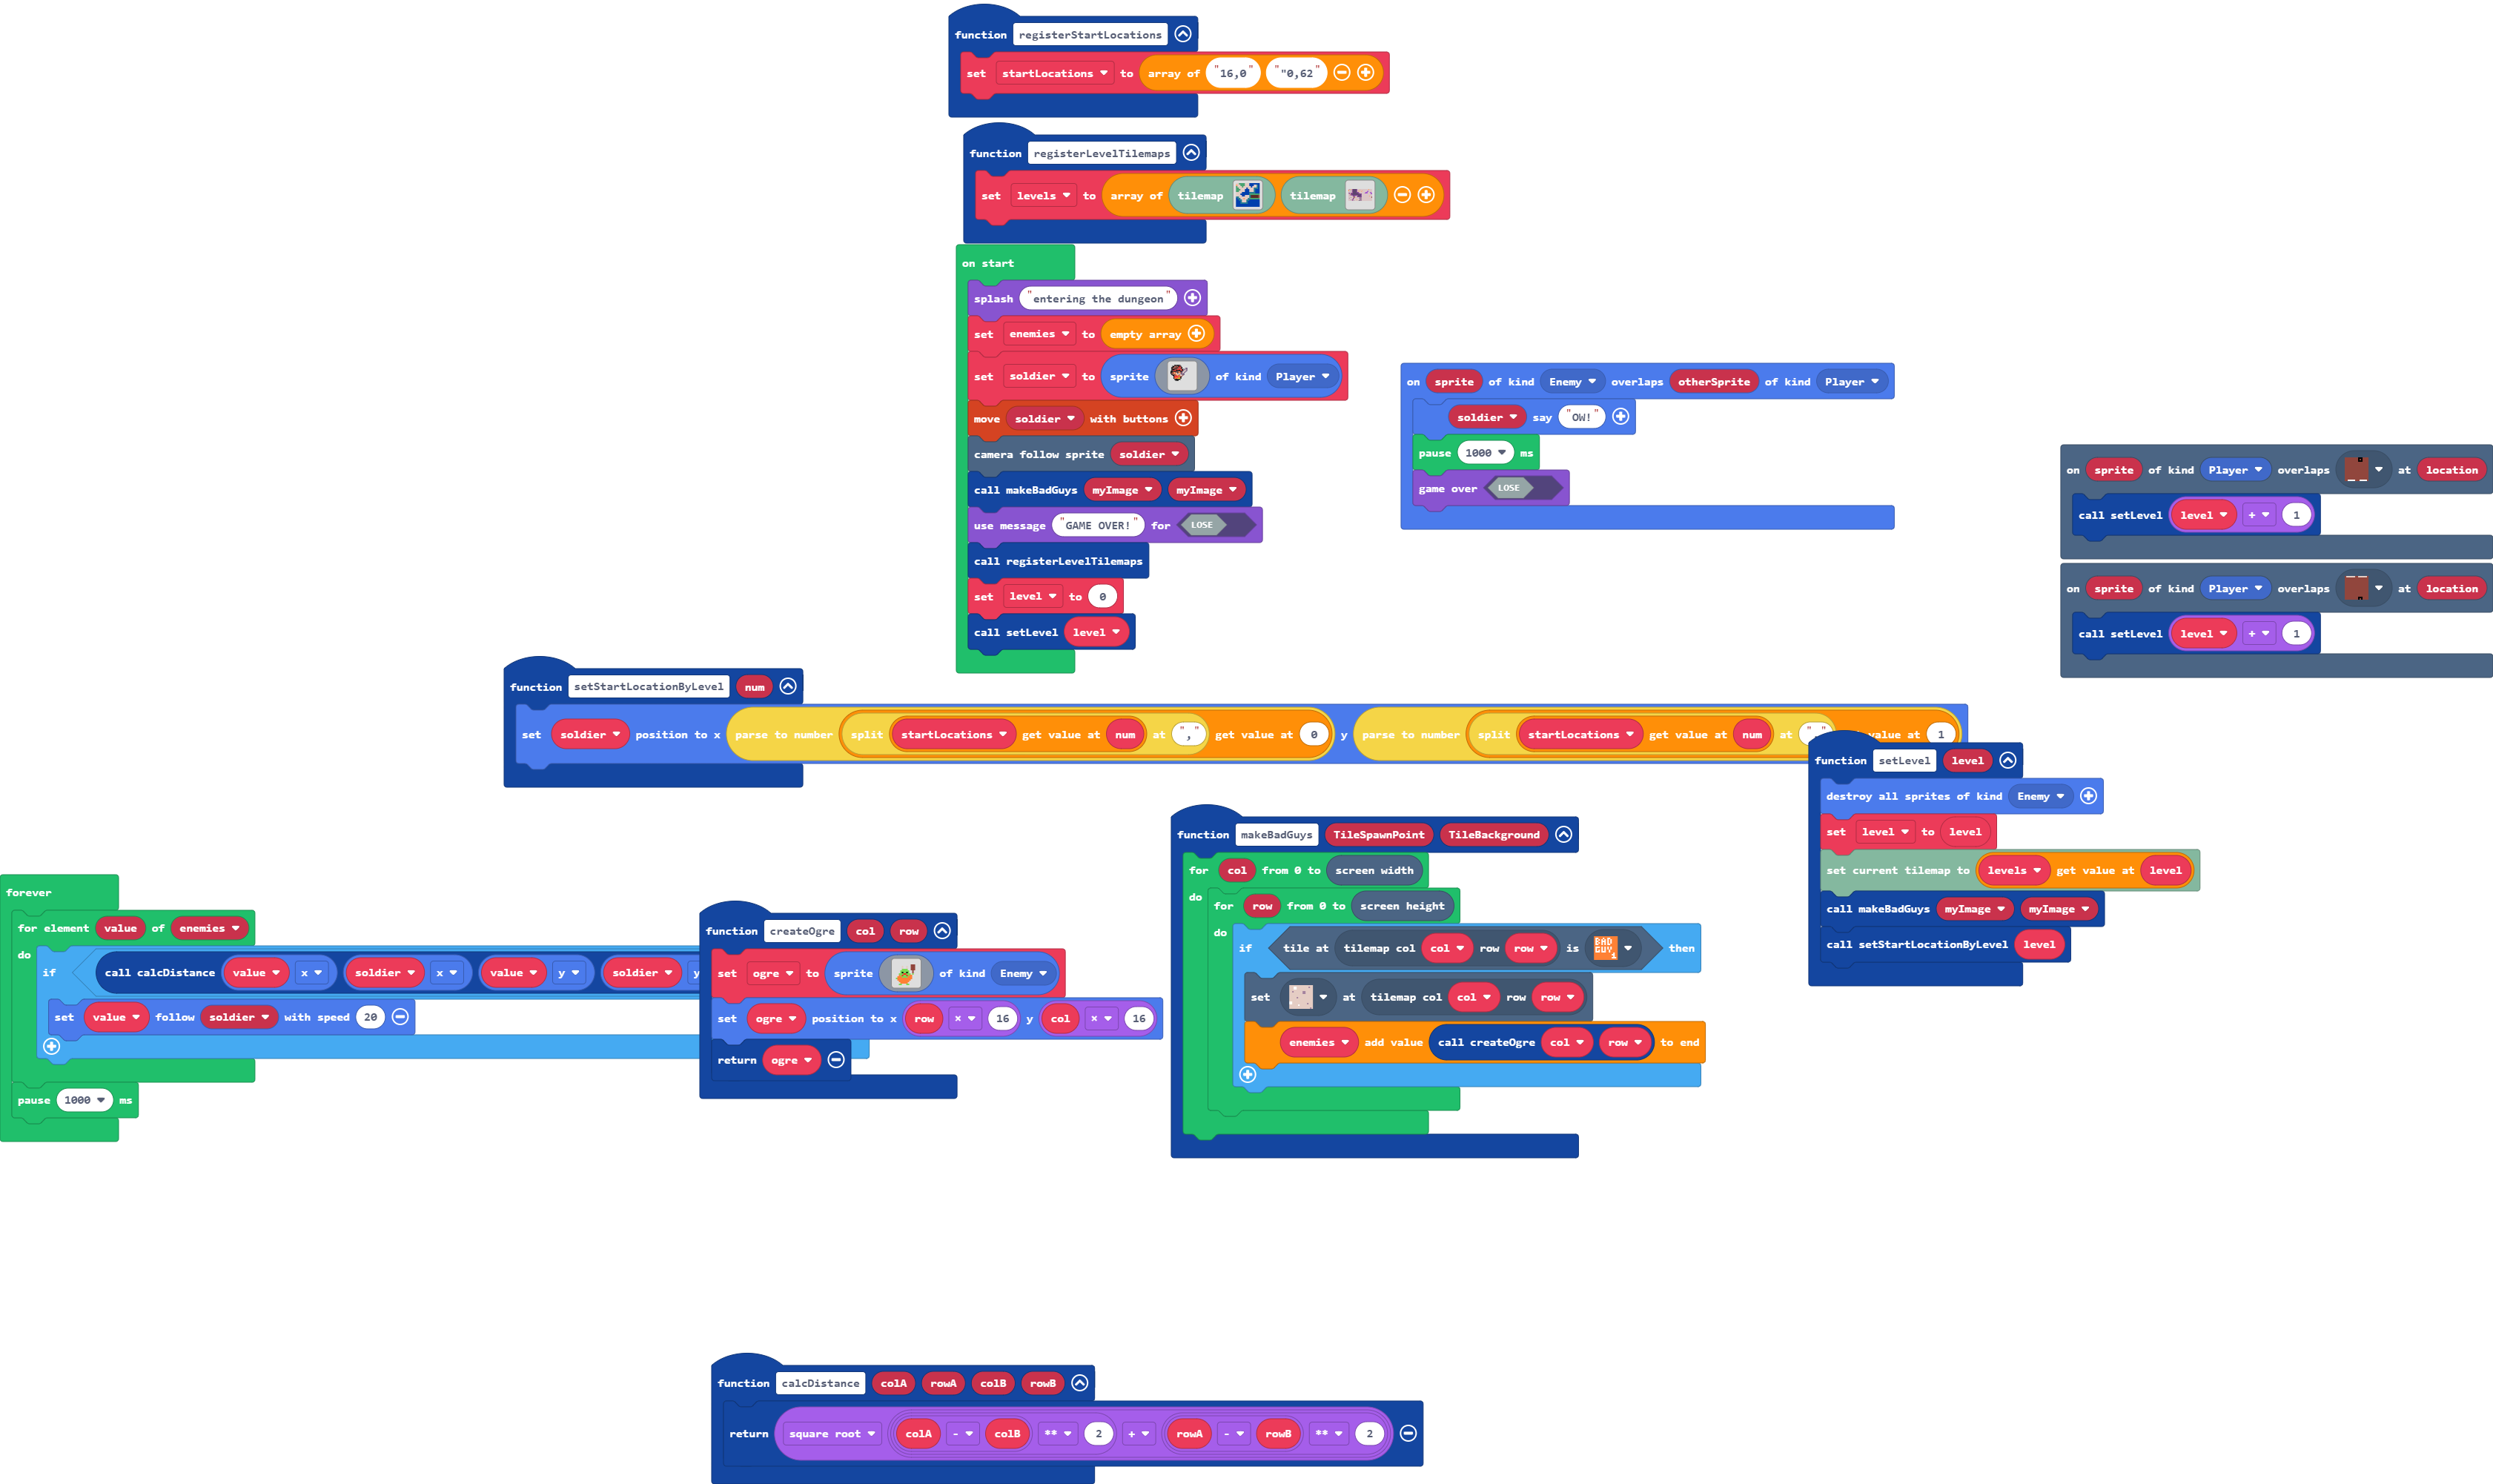 function registerStartLocations
set startLocations to array of "16,0" ""0,62"
function registerLevelTilemaps
set levels to array of tilemap tilemap
on start
splash "entering the dungeon"
set enemies to empty array
set soldier to sprite of kind Player
move soldier with buttons
camera follow sprite soldier
call makeBadGuys myImage myImage
use message "GAME OVER!" for LOSE
call registerLevelTilemaps
set level to 0
call setLevel level
on sprite of kind Enemy overlaps otherSprite of kind Player
soldier say "OW!"
pause 1000 ms
game over LOSE
on sprite of kind Player overlaps at location
call setLevel level + 1
on sprite of kind Player overlaps at location
call setLevel level + 1
function setStartLocationByLevel num
set soldier position to x parse to number split startLocations get value at num at "," get value at 0 y parse to number split startLocations get value at num at value at 1
function setLevel level
destroy all sprites of kind Enemy
set level to level
set current tilemap to levels get value at level
call makeBadGuys myImage myImage
call setStartLocationByLevel level
function makeBadGuys TileSpawnPoint TileBackground
for col from 0 to screen width
do for row from 0 to screen height
do if tile at tilemap col col row row is BAD GUY 1 then
set at tilemap col col row row
enemies add value call createOgre col row to end
forever
for element value of enemies
do if call calcDistance value x soldier x value y soldier y
set value follow soldier with speed 20
pause 1000 ms
function createOgre col row
set ogre to sprite of kind Enemy
set ogre position to x row × 16 y col × 16
return ogre
function calcDistance colA rowA colB rowB
return square root colA - colB ** 2 + rowA - rowB ** 2